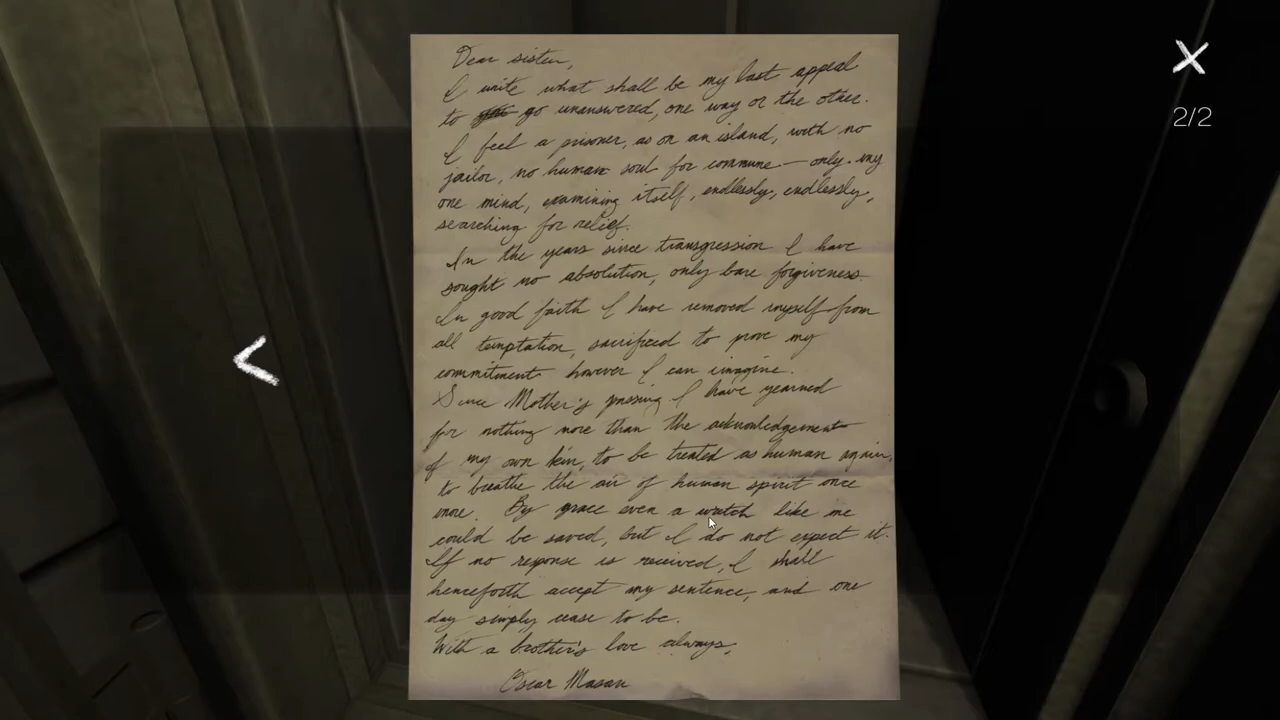 Dear sister,
I write what shall be my last appeal
to go unanswered, one way or the other.
I feel a prisoner, as on an island, with no
jailor, no human soul for commune — only my
one mind, examining itself, endlessly, endlessly,
searching for relief.
In the years since transgression I have
sought no absolution, only bare forgiveness.
In good faith I have removed myself from
all temptation, sacrificed to prove my
commitment however I can imagine.
Since Mother's passing I have yearned
for nothing more than the acknowledgement
of my own kin, to be treated as human again,
to breathe the air of human spirit once
more. By grace even a wretch like me
could be saved, but I do not expect it.
If no response is received, I shall
henceforth accept my sentence, and one
day simply cease to be.
With a brother's love always,
Oscar Mason
2/2